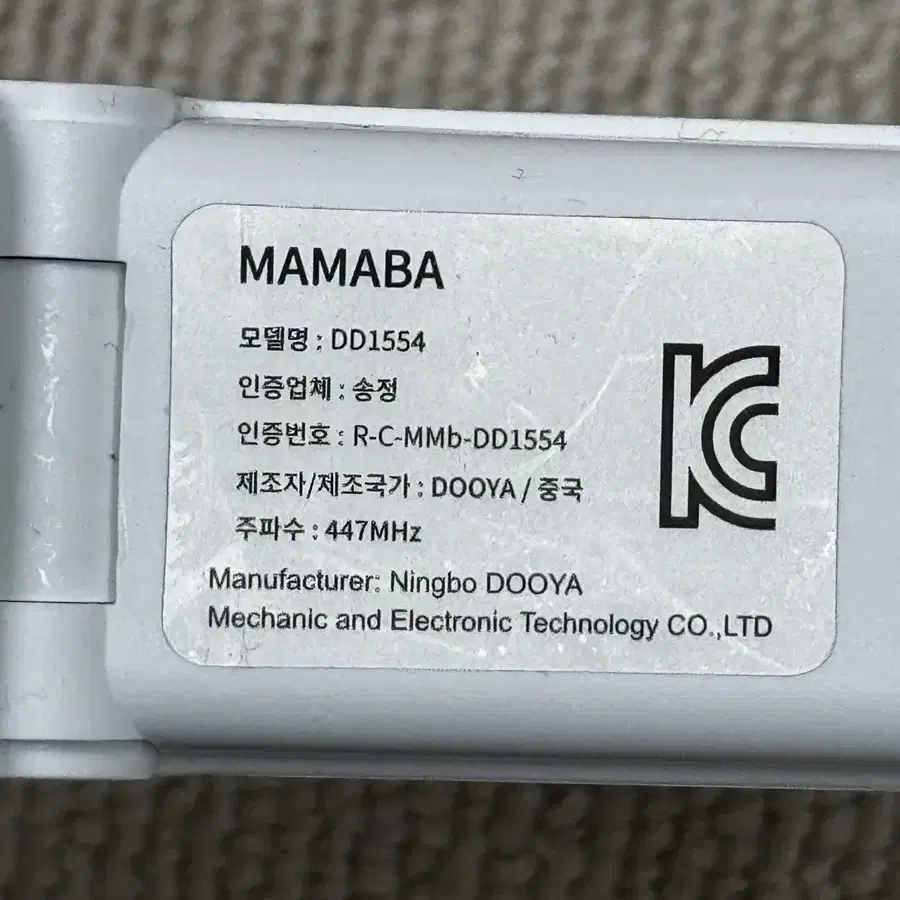 MAMABA
모델명 : DD1554
인증업체 : 송정
인증번호 : R-C-MMb-DD1554
제조자/제조국가 : DOOYA / 중국
주파수 : 447MHz
Manufacturer: Ningbo DOOYA
Mechanic and Electronic Technology CO.,LTD
KC